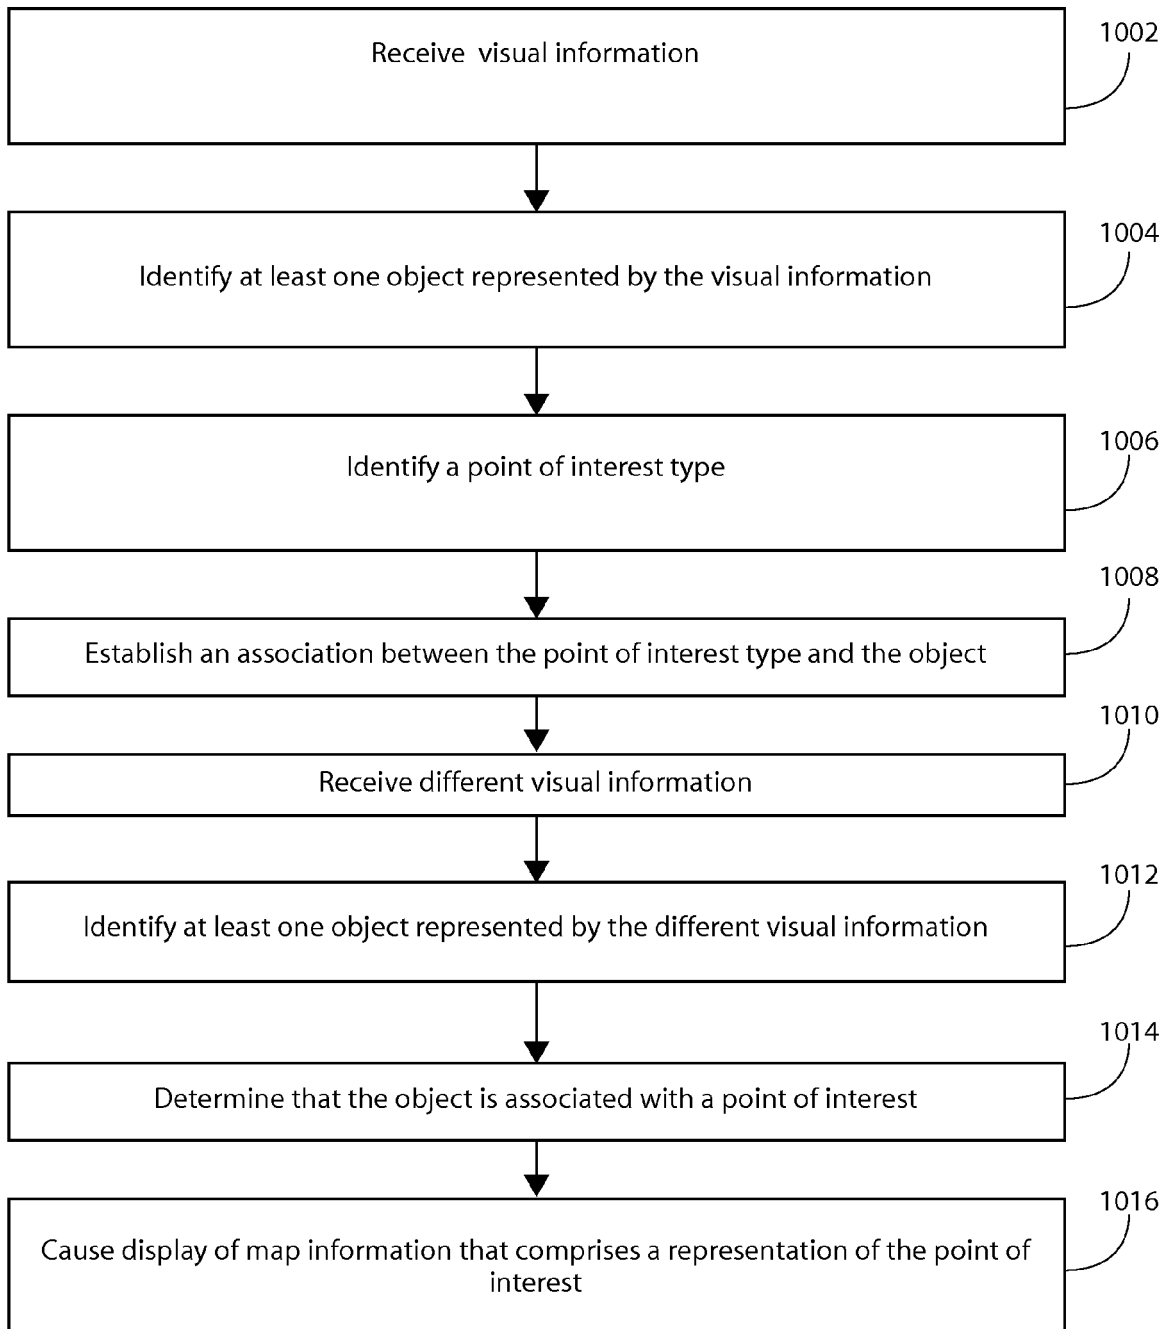 Receive visual information
1002
Identify at least one object represented by the visual information
1004
Identify a point of interest type
1006
Establish an association between the point of interest type and the object
1008
Receive different visual information
1010
Identify at least one object represented by the different visual information
1012
Determine that the object is associated with a point of interest
1014
Cause display of map information that comprises a representation of the point of
interest
1016